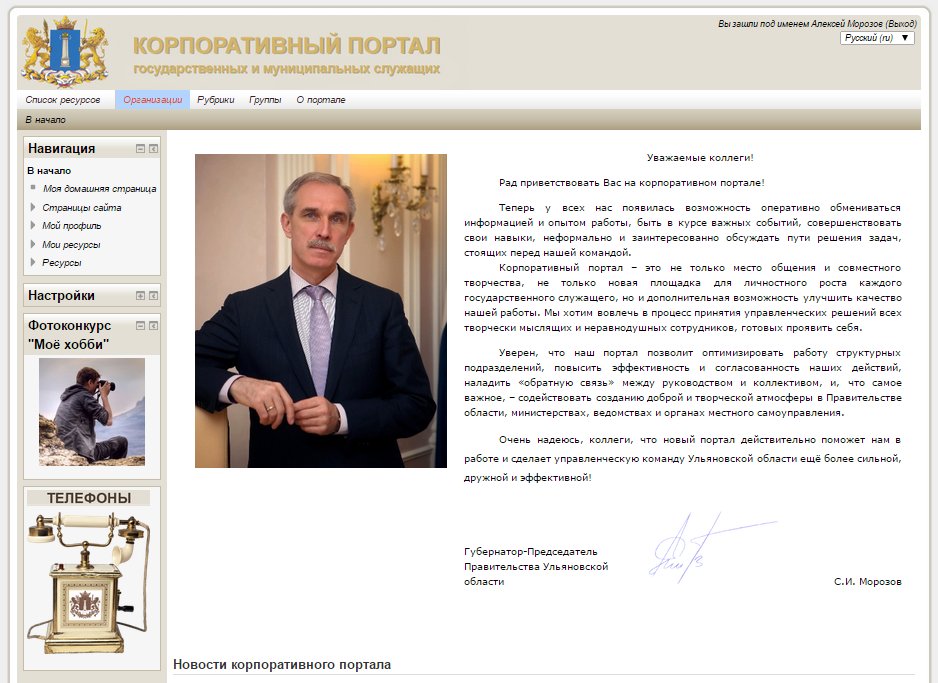 Вы зашли под именем Алексей Морозов (Выход)
Русский (ru) ▼
КОРПОРАТИВНЫЙ ПОРТАЛ
государственных и муниципальных служащих
Список ресурсов Организации Рубрики Группы О портале
В начало
Навигация
В начало
Моя домашняя страница
Страницы сайта
Мой профиль
Мои ресурсы
Ресурсы
Настройки
Фотоконкурс
"Моё хобби"
ТЕЛЕФОНЫ
Уважаемые коллеги!
Рад приветствовать Вас на корпоративном портале!
Теперь у всех нас появилась возможность оперативно обмениваться
информацией и опытом работы, быть в курсе важных событий, совершенствовать
свои навыки, неформально и заинтересованно обсуждать пути решения задач,
стоящих перед нашей командой.
Корпоративный портал – это не только место общения и совместного
творчества, не только новая площадка для личностного роста каждого
государственного служащего, но и дополнительная возможность улучшить качество
нашей работы. Мы хотим вовлечь в процесс принятия управленческих решений всех
творчески мыслящих и неравнодушных сотрудников, готовых проявить себя.
Уверен, что наш портал позволит оптимизировать работу структурных
подразделений, повысить эффективность и согласованность наших действий,
наладить «обратную связь» между руководством и коллективом, и, что самое
важное, – содействовать созданию доброй и творческой атмосферы в Правительстве
области, министерствах, ведомствах и органах местного самоуправления.
Очень надеюсь, коллеги, что новый портал действительно поможет нам в
работе и сделает управленческую команду Ульяновской области ещё более сильной,
дружной и эффективной!
Губернатор-Председатель
Правительства Ульяновской
области
С.И. Морозов
Новости корпоративного портала